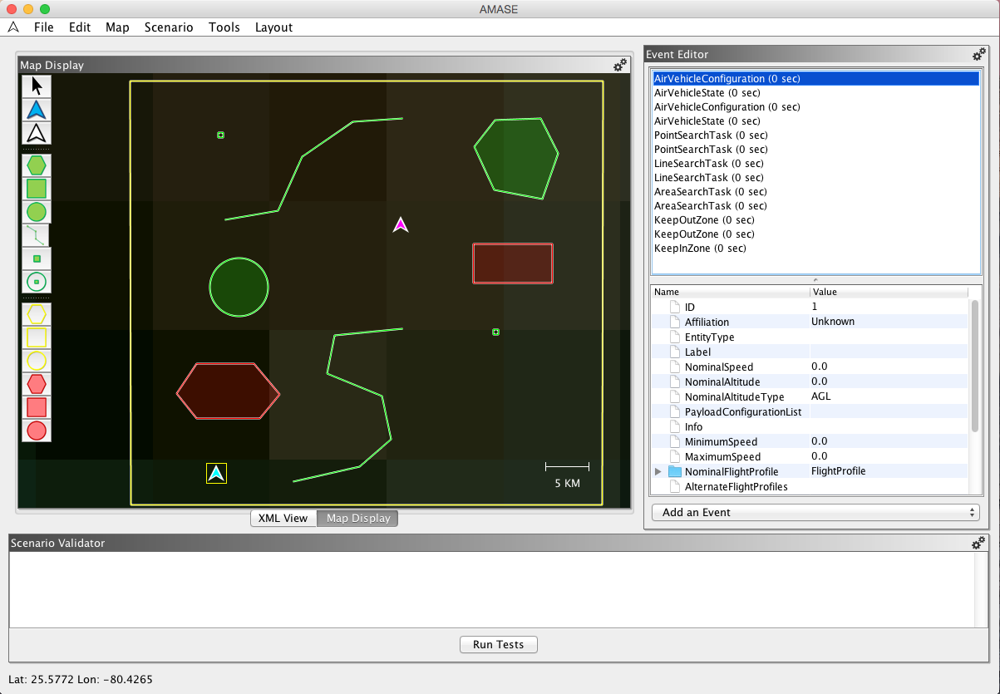 AMASE
File Edit Map Scenario Tools Layout
Map Display
5 KM
XML View Map Display
Event Editor
AirVehicleConfiguration (0 sec)
AirVehicleState (0 sec)
AirVehicleConfiguration (0 sec)
AirVehicleState (0 sec)
PointSearchTask (0 sec)
PointSearchTask (0 sec)
LineSearchTask (0 sec)
LineSearchTask (0 sec)
AreaSearchTask (0 sec)
AreaSearchTask (0 sec)
KeepOutZone (0 sec)
KeepOutZone (0 sec)
KeepInZone (0 sec)
Name Value
ID 1
Affiliation Unknown
EntityType
Label
NominalSpeed 0.0
NominalAltitude 0.0
NominalAltitudeType AGL
PayloadConfigurationList
Info
MinimumSpeed 0.0
MaximumSpeed 0.0
NominalFlightProfile FlightProfile
AlternateFlightProfiles
Add an Event
Scenario Validator
Run Tests
Lat: 25.5772 Lon: -80.4265